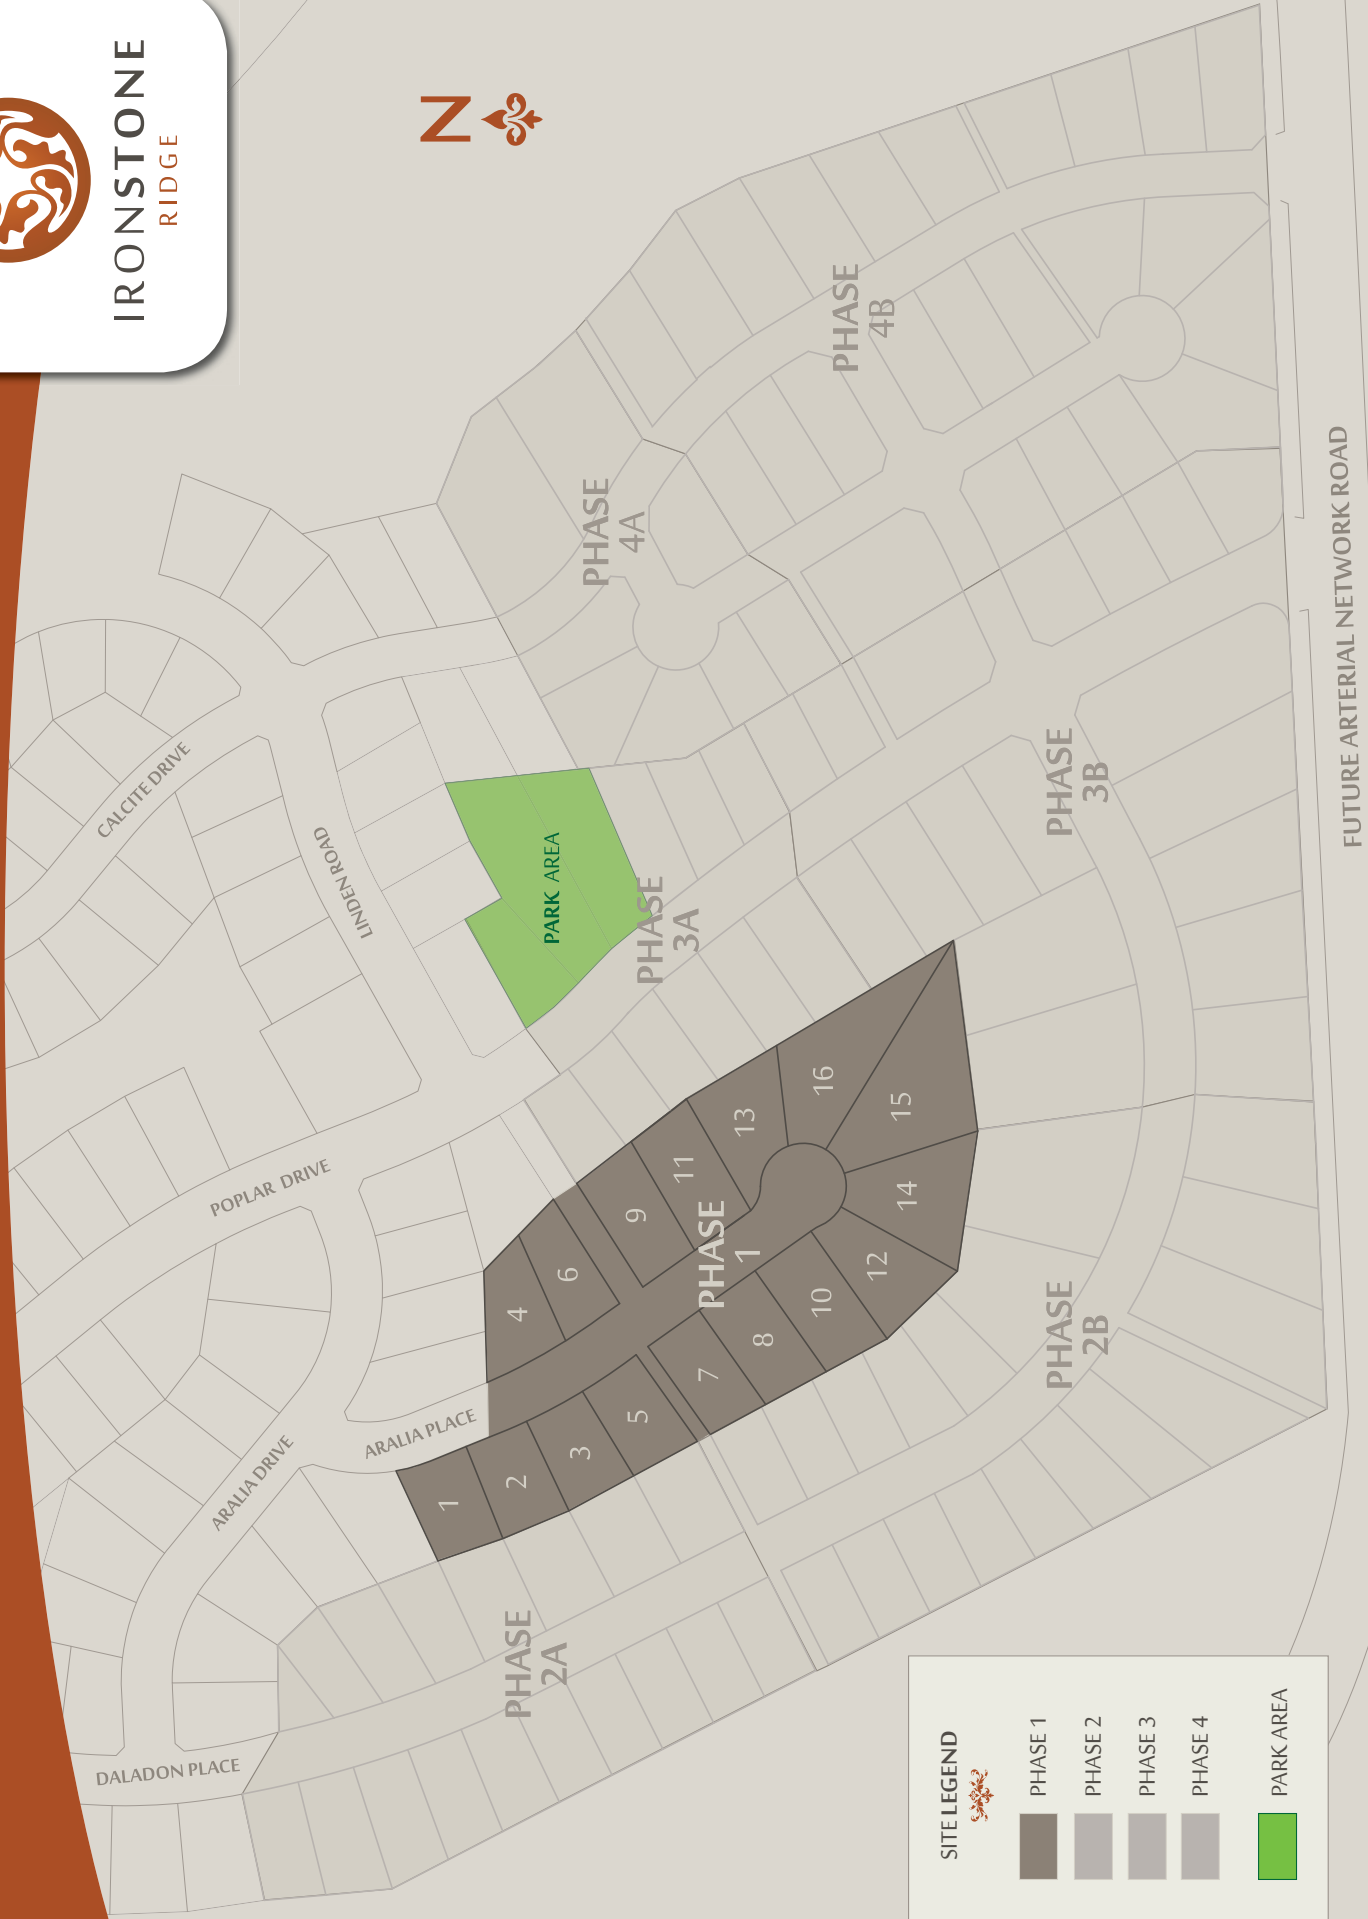 IRONSTONE
RIDGE
N
CALCITE DRIVE
LINDEN ROAD
POPLAR DRIVE
ARALIA PLACE
ARALIA DRIVE
DALADON PLACE
PARK AREA
PHASE
4A
PHASE
4B
PHASE
3A
PHASE
3B
PHASE
1
PHASE
2A
PHASE
2B
1
2
3
4
5
6
7
8
9
10
11
12
13
14
15
16
FUTURE ARTERIAL NETWORK ROAD
SITE LEGEND
PHASE 1
PHASE 2
PHASE 3
PHASE 4
PARK AREA